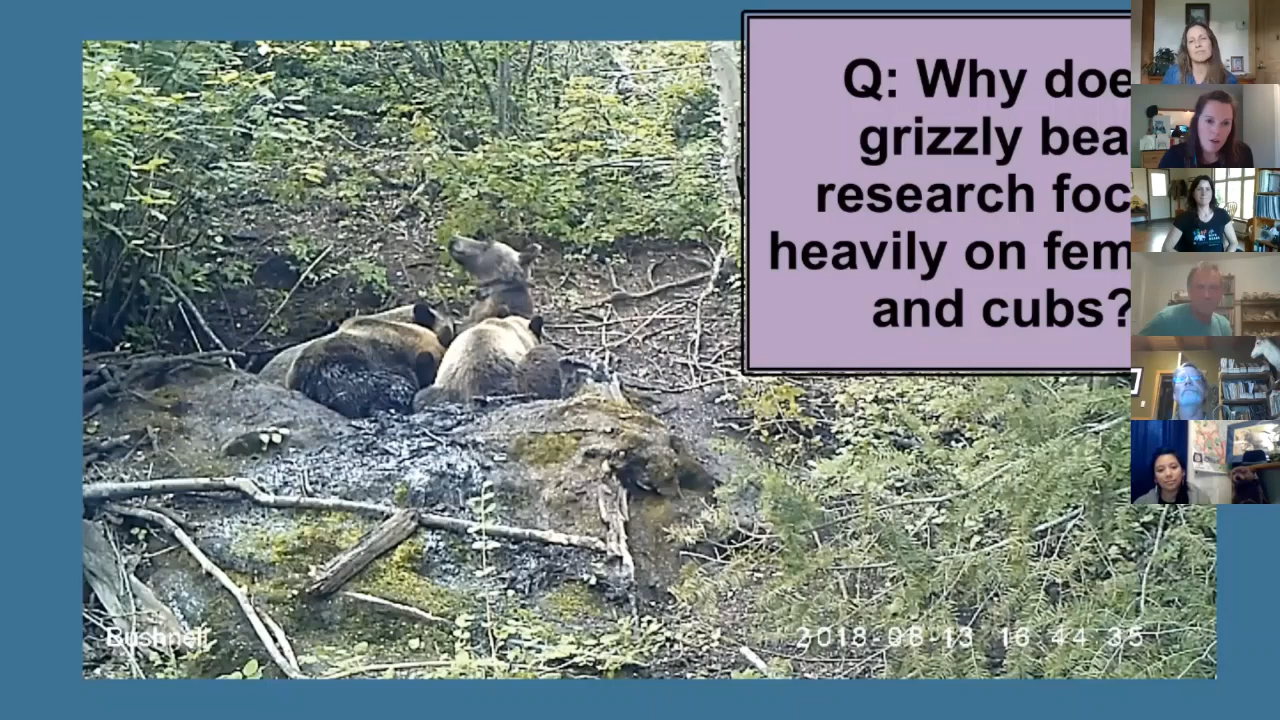 Q: Why doe
grizzly bea
research foc
heavily on fem
and cubs?
Bushnell
2018-08-13 16:44:35